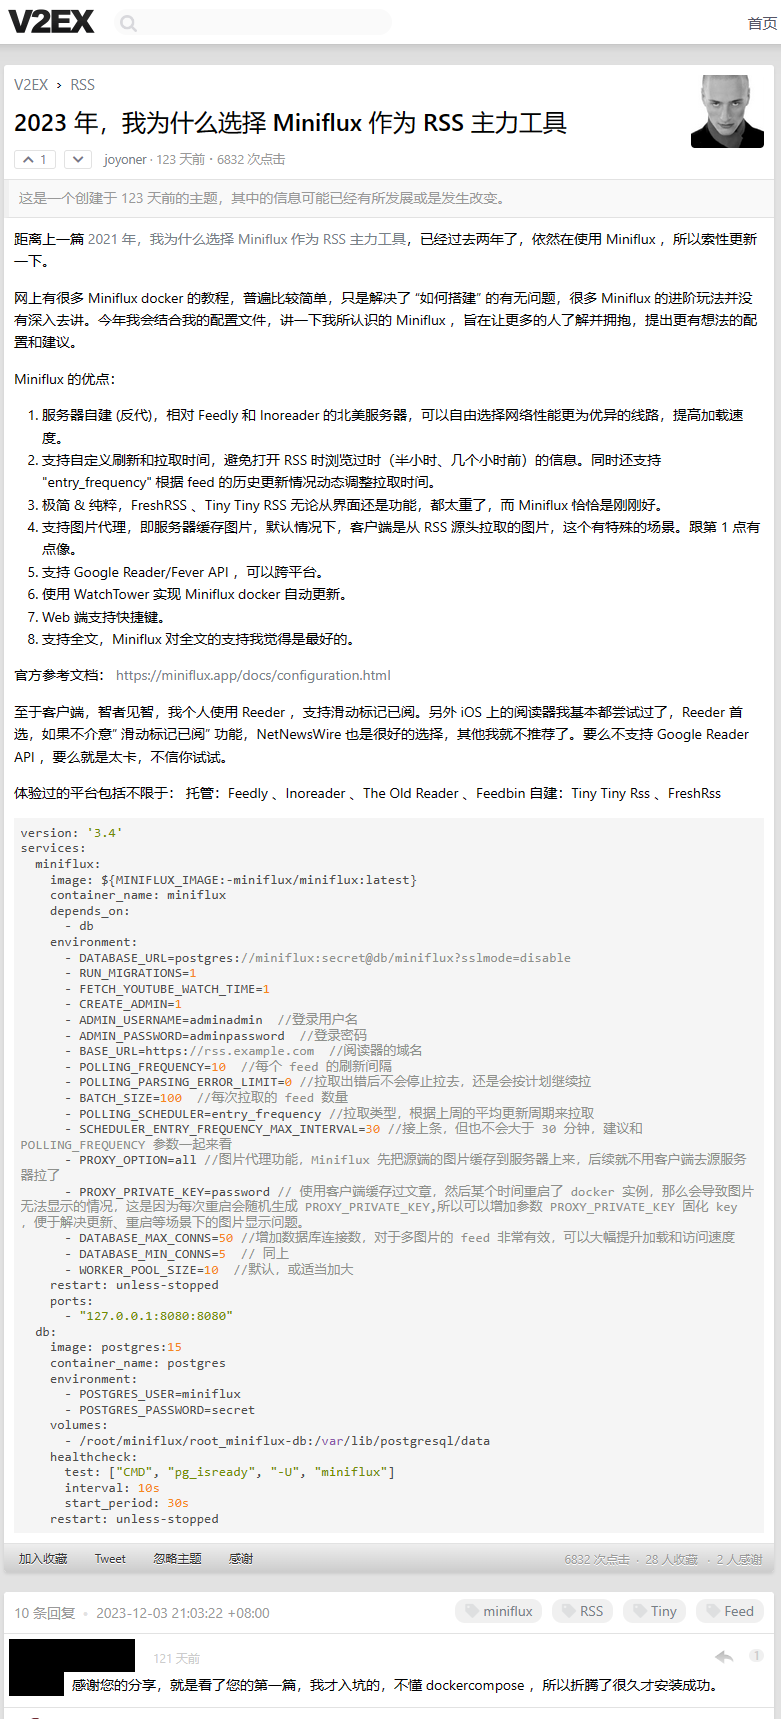 V2EX
首页
V2EX › RSS
2023 年，我为什么选择 Miniflux 作为 RSS 主力工具
1 joyoner · 123 天前 · 6832 次点击
这是一个创建于 123 天前的主题，其中的信息可能已经有所发展或是发生改变。
距离上一篇 2021 年，我为什么选择 Miniflux 作为 RSS 主力工具，已经过去两年了，依然在使用 Miniflux ，所以索性更新
一下。
网上有很多 Miniflux docker 的教程，普遍比较简单，只是解决了 “如何搭建” 的有无问题，很多 Miniflux 的进阶玩法并没
有深入去讲。今年我会结合我的配置文件，讲一下我所认识的 Miniflux ，旨在让更多的人了解并拥抱，提出更有想法的配
置和建议。
Miniflux 的优点：
1. 服务器自建 (反代)，相对 Feedly 和 Inoreader 的北美服务器，可以自由选择网络性能更为优异的线路，提高加载速
度。
2. 支持自定义刷新和拉取时间，避免打开 RSS 时浏览过时（半小时、几个小时前）的信息。同时还支持
"entry_frequency" 根据 feed 的历史更新情况动态调整拉取时间。
3. 极简 & 纯粹，FreshRSS 、Tiny Tiny RSS 无论从界面还是功能，都太重了，而 Miniflux 恰恰是刚刚好。
4. 支持图片代理，即服务器缓存图片，默认情况下，客户端是从 RSS 源头拉取的图片，这个有特殊的场景。跟第 1 点有
点像。
5. 支持 Google Reader/Fever API ，可以跨平台。
6. 使用 WatchTower 实现 Miniflux docker 自动更新。
7. Web 端支持快捷键。
8. 支持全文，Miniflux 对全文的支持我觉得是最好的。
官方参考文档： https://miniflux.app/docs/configuration.html
至于客户端，智者见智，我个人使用 Reeder ，支持滑动标记已阅。另外 iOS 上的阅读器我基本都尝试过了，Reeder 首
选，如果不介意” 滑动标记已阅” 功能，NetNewsWire 也是很好的选择，其他我就不推荐了。要么不支持 Google Reader
API ，要么就是太卡，不信你试试。
体验过的平台包括不限于： 托管：Feedly 、Inoreader 、The Old Reader 、Feedbin 自建：Tiny Tiny Rss 、FreshRss
version: '3.4'
services:
miniflux:
image: ${MINIFLUX_IMAGE:-miniflux/miniflux:latest}
container_name: miniflux
depends_on:
- db
environment:
- DATABASE_URL=postgres://miniflux:secret@db/miniflux?sslmode=disable
- RUN_MIGRATIONS=1
- FETCH_YOUTUBE_WATCH_TIME=1
- CREATE_ADMIN=1
- ADMIN_USERNAME=adminadmin //登录用户名
- ADMIN_PASSWORD=adminpassword //登录密码
- BASE_URL=https://rss.example.com //阅读器的域名
- POLLING_FREQUENCY=10 //每个 feed 的刷新间隔
- POLLING_PARSING_ERROR_LIMIT=0 //拉取出错后不会停止拉去，还是会按计划继续拉
- BATCH_SIZE=100 //每次拉取的 feed 数量
- POLLING_SCHEDULER=entry_frequency //拉取类型，根据上周的平均更新周期来拉取
- SCHEDULER_ENTRY_FREQUENCY_MAX_INTERVAL=30 //接上条，但也不会大于 30 分钟，建议和
POLLING_FREQUENCY 参数一起来看
- PROXY_OPTION=all //图片代理功能，Miniflux 先把源端的图片缓存到服务器上来，后续就不用客户端去源服务
器拉了
- PROXY_PRIVATE_KEY=password // 使用客户端缓存过文章，然后某个时间重启了 docker 实例，那么会导致图片
无法显示的情况，这是因为每次重启会随机生成 PROXY_PRIVATE_KEY,所以可以增加参数 PROXY_PRIVATE_KEY 固化 key
，便于解决更新、重启等场景下的图片显示问题。
- DATABASE_MAX_CONNS=50 //增加数据库连接数，对于多图片的 feed 非常有效，可以大幅提升加载和访问速度
- DATABASE_MIN_CONNS=5 // 同上
- WORKER_POOL_SIZE=10 //默认，或适当加大
restart: unless-stopped
ports:
- "127.0.0.1:8080:8080"
db:
image: postgres:15
container_name: postgres
environment:
- POSTGRES_USER=miniflux
- POSTGRES_PASSWORD=secret
volumes:
- /root/miniflux/root_miniflux-db:/var/lib/postgresql/data
healthcheck:
test: ["CMD", "pg_isready", "-U", "miniflux"]
interval: 10s
start_period: 30s
restart: unless-stopped
加入收藏 Tweet 忽略主题 感谢 6832 次点击 · 28 人收藏 · 2 人感谢
10 条回复 • 2023-12-03 21:03:22 +08:00 miniflux RSS Tiny Feed
121 天前 1
感谢您的分享，就是看了您的第一篇，我才入坑的，不懂 dockercompose ，所以折腾了很久才安装成功。